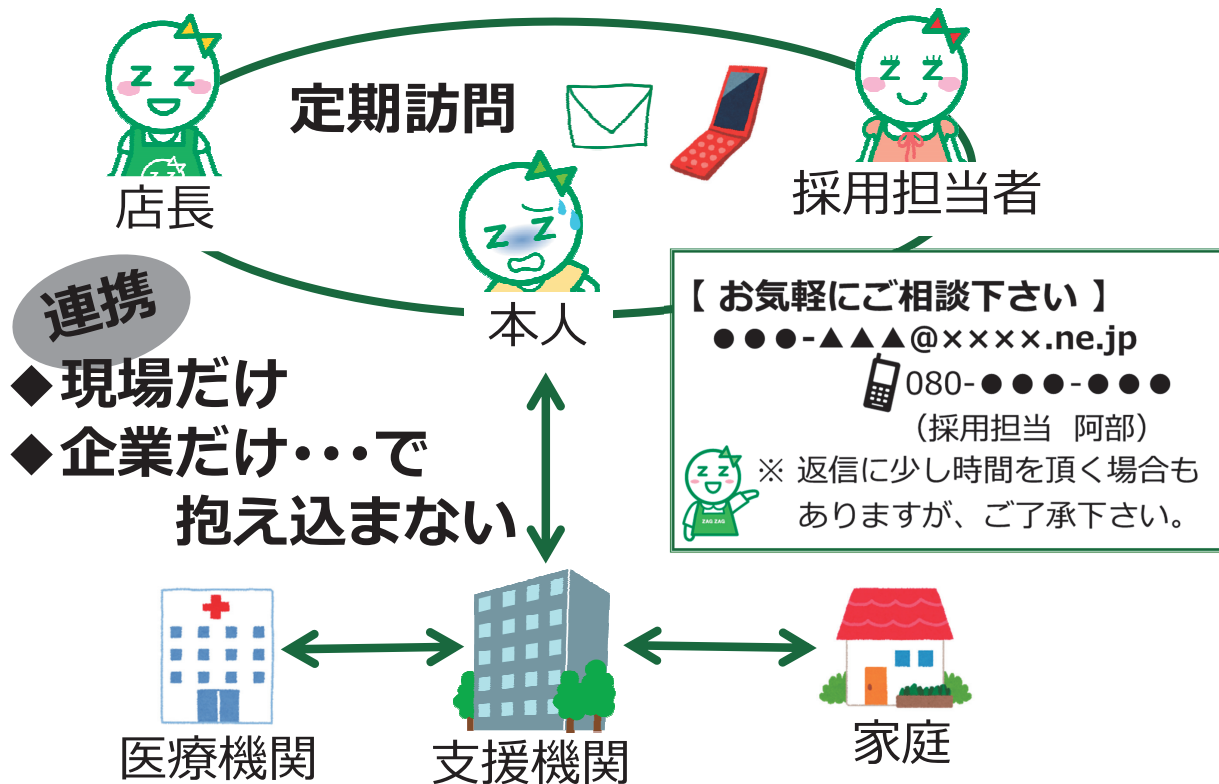 定期訪問
店長
採用担当者
本人
連携
◆現場だけ
◆企業だけ・・・で
抱え込まない
【 お気軽にご相談下さい 】
●●●-▲▲▲@××××.ne.jp
080-●●●-●●●
（採用担当 阿部）
※ 返信に少し時間を頂く場合も
ありますが、ご了承下さい。
ZAG ZAG
医療機関
支援機関
家庭